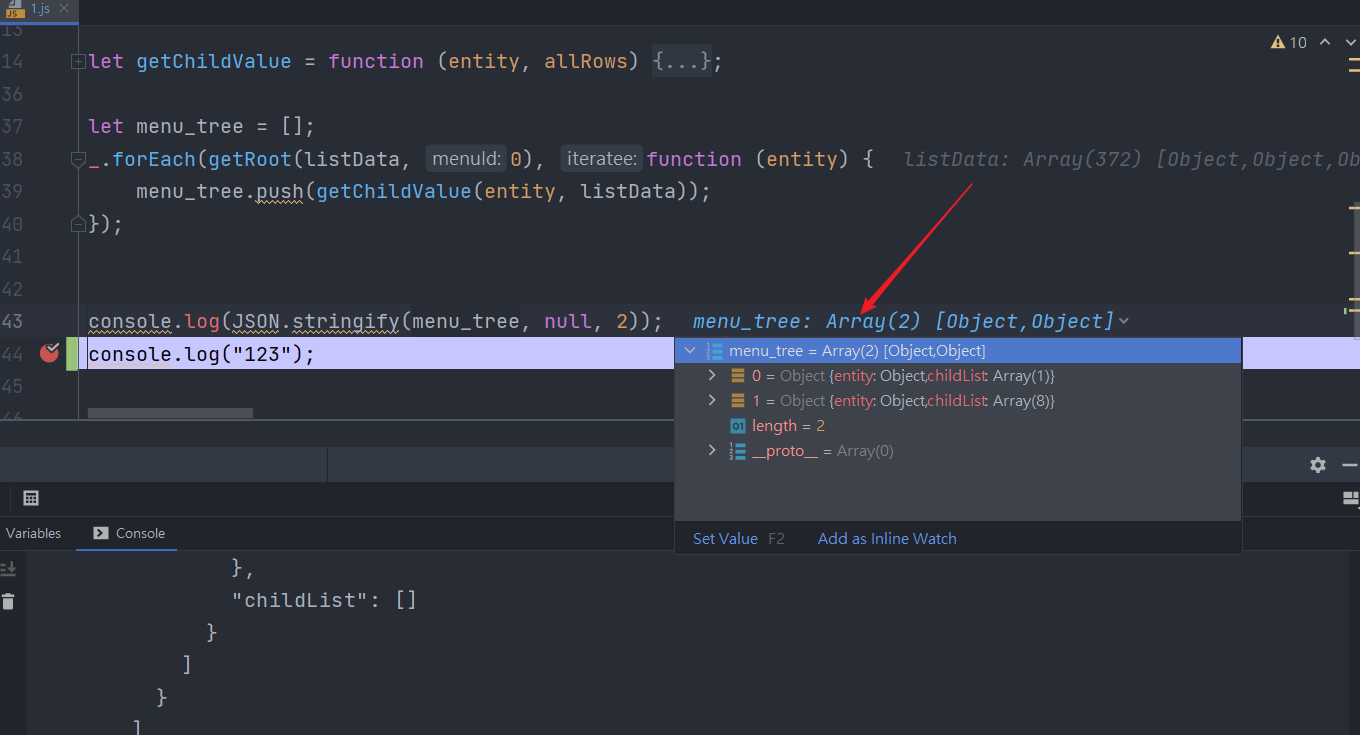 1.js
13
10
14 let getChildValue = function (entity, allRows) {...};
36
37 let menu_tree = [];
38 _.forEach(getRoot(listData, menuId: 0), iteratee: function (entity) { listData: Array(372) [Object,Object,Ob
39 menu_tree.push(getChildValue(entity, listData));
40 });
41
42
43 console.log(JSON.stringify(menu_tree, null, 2)); menu_tree: Array(2) [Object,Object]
44 console.log("123");
menu_tree = Array(2) [Object,Object]
45
0 = Object {entity: Object,childList: Array(1)}
1 = Object {entity: Object,childList: Array(8)}
46
01 length = 2
__proto__ = Array(0)
Set Value F2 Add as Inline Watch
Variables Console
},
"childList": []
}
]
}
]